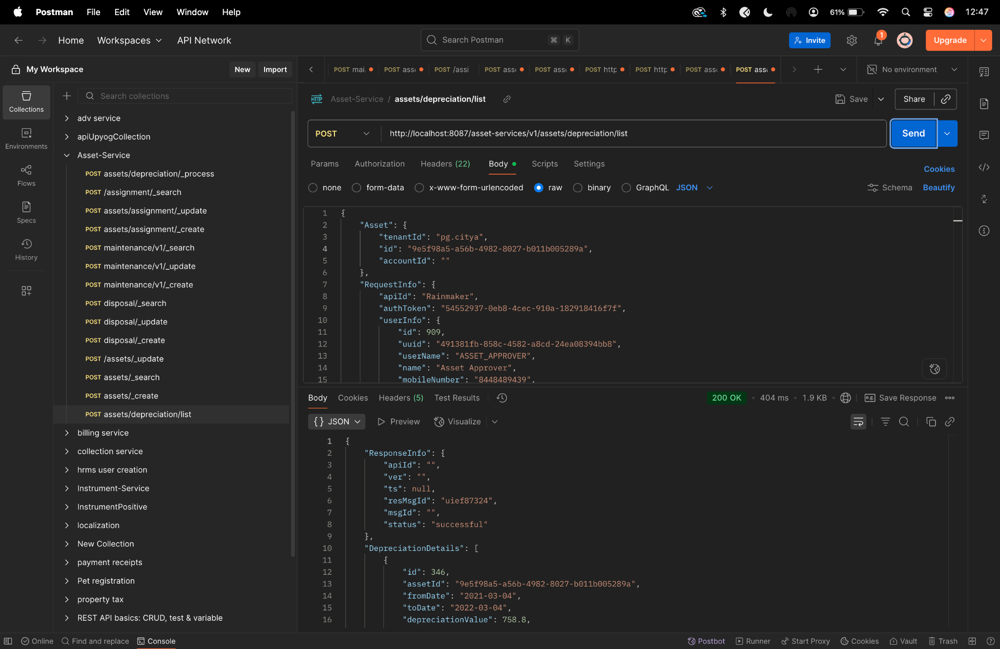 Postman File Edit View Window Help 61% 12:47
Home Workspaces API Network Search Postman ⌘ K Invite 1 Upgrade
My Workspace New Import
POST mai. POST ass POST /assi POST ass POST ass POST http POST http POST ass POST ass No environment
Collections
Environments
Flows
Specs
History
Search collections
adv service
apiUpyogCollection
Asset-Service
POST assets/depreciation/_process
POST /assignment/_search
POST assets/assignment/_update
POST assets/assignment/_create
POST maintenance/v1/_search
POST maintenance/v1/_update
POST maintenance/v1/_create
POST disposal/_search
POST disposal/_update
POST disposal/_create
POST /assets/_update
POST assets/_search
POST assets/_create
POST assets/depreciation/list
billing service
collection service
hrms user creation
Instrument-Service
InstrumentPositive
localization
New Collection
payment receipts
Pet registration
property tax
REST API basics: CRUD, test & variable
HTTP Asset-Service / assets/depreciation/list Save Share
POST http://localhost:8087/asset-services/v1/assets/depreciation/list Send
Params Authorization Headers (22) Body Scripts Settings Cookies
none form-data x-www-form-urlencoded raw binary GraphQL JSON Schema Beautify
1 {
2 "Asset": {
3 "tenantId": "pg.citya",
4 "id": "9e5f98a5-a56b-4982-8027-b011b005289a",
5 "accountId": ""
6 },
7 "RequestInfo": {
8 "apiId": "Rainmaker",
9 "authToken": "54552937-0eb8-4cec-910a-182918416f7f",
10 "userInfo": {
11 "id": 909,
12 "uuid": "491381fb-858c-4582-a8cd-24ea08394bb8",
13 "userName": "ASSET_APPROVER",
14 "name": "Asset Approver",
15 "mobileNumber": "8448489439",
Body Cookies Headers (5) Test Results 200 OK • 404 ms • 1.9 KB • e.g. Save Response
{} JSON Preview Visualize
1 {
2 "ResponseInfo": {
3 "apiId": "",
4 "ver": "",
5 "ts": null,
6 "resMsgId": "uief87324",
7 "msgId": "",
8 "status": "successful"
9 },
10 "DepreciationDetails": [
11 {
12 "id": 346,
13 "assetId": "9e5f98a5-a56b-4982-8027-b011b005289a",
14 "fromDate": "2021-03-04",
15 "toDate": "2022-03-04",
16 "depreciationValue": 758.8,
Online Find and replace Console Postbot Runner Start Proxy Cookies Vault Trash